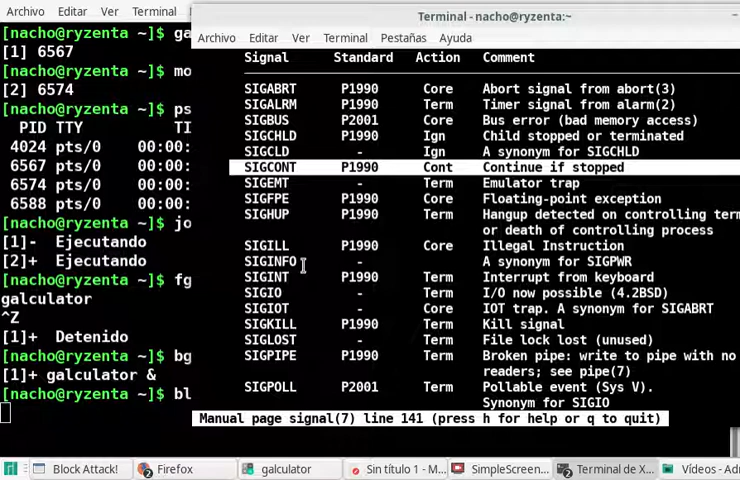 Archivo Editar Ver Terminal
Terminal - nacho@ryzenta:~
Archivo Editar Ver Terminal Pestañas Ayuda
[nacho@ryzenta ~]$ ga
[1] 6567
[nacho@ryzenta ~]$ mo
[2] 6574
[nacho@ryzenta ~]$ ps
PID TTY TI
4024 pts/0 00:00:
6567 pts/0 00:00:
6574 pts/0 00:00:
6588 pts/0 00:00:
[nacho@ryzenta ~]$ jo
[1]- Ejecutando
[2]+ Ejecutando
[nacho@ryzenta ~]$ fg
galculator
^Z
[1]+ Detenido
[nacho@ryzenta ~]$ bg
[1]+ galculator &
[nacho@ryzenta ~]$ bl
Signal Standard Action Comment
SIGABRT P1990 Core Abort signal from abort(3)
SIGALRM P1990 Term Timer signal from alarm(2)
SIGBUS P2001 Core Bus error (bad memory access)
SIGCHLD P1990 Ign Child stopped or terminated
SIGCLD - Ign A synonym for SIGCHLD
SIGCONT P1990 Cont Continue if stopped
SIGEMT - Term Emulator trap
SIGFPE P1990 Core Floating-point exception
SIGHUP P1990 Term Hangup detected on controlling term
or death of controlling process
SIGILL P1990 Core Illegal Instruction
SIGINFO - A synonym for SIGPWR
SIGINT P1990 Term Interrupt from keyboard
SIGIO - Term I/O now possible (4.2BSD)
SIGIOT - Core IOT trap. A synonym for SIGABRT
SIGKILL P1990 Term Kill signal
SIGLOST - Term File lock lost (unused)
SIGPIPE P1990 Term Broken pipe: write to pipe with no
readers; see pipe(7)
SIGPOLL P2001 Term Pollable event (Sys V).
Synonym for SIGIO
Manual page signal(7) line 141 (press h for help or q to quit)
Block Attack! Firefox galculator Sin título 1 - M... SimpleScreen... Terminal de X... Vídeos - Ad